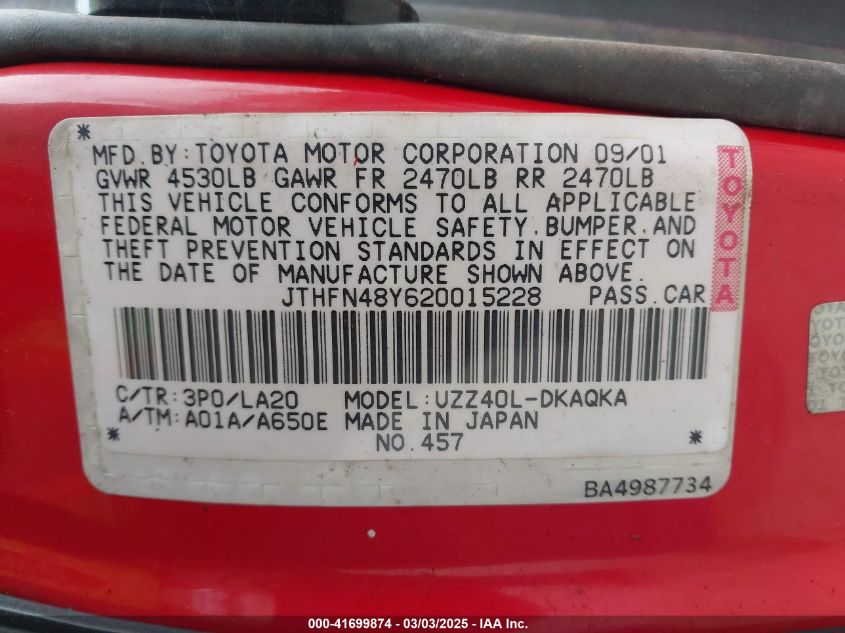 MFD.BY:TOYOTA MOTOR CORPORATION 09/01
GVWR 4530LB GAWR FR 2470LB RR 2470LB
THIS VEHICLE CONFORMS TO ALL APPLICABLE
FEDERAL MOTOR VEHICLE SAFETY.BUMPER.AND
THEFT PREVENTION STANDARDS IN EFFECT ON
THE DATE OF MANUFACTURE SHOWN ABOVE.
JTHFN48Y620015228 PASS.CAR
C/TR:3P0/LA20 MODEL:UZZ40L-DKAQKA
A/TM:A01A/A650E MADE IN JAPAN
NO.457
BA4987734
TOYOTA
000-41699874 - 03/03/2025 - IAA Inc.